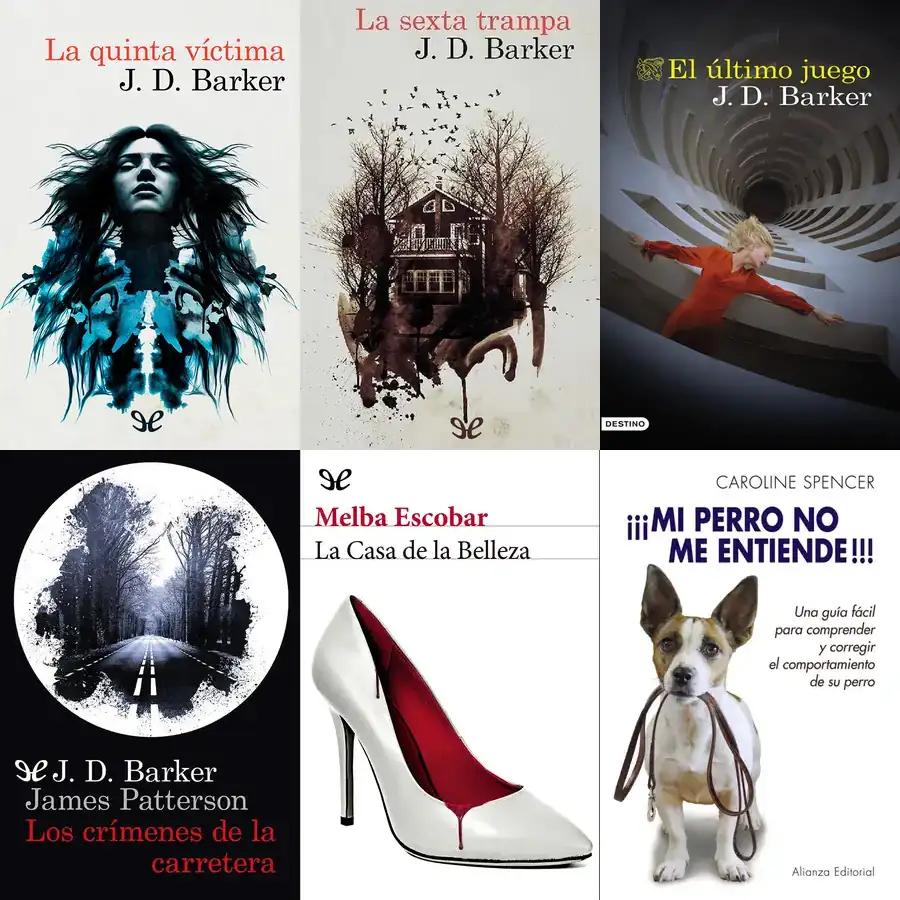 La quinta víctima
J. D. Barker
La sexta trampa
J. D. Barker
El último juego
J. D. Barker
DESTINO
J. D. Barker
James Patterson
Los crímenes de la
carretera
Melba Escobar
La Casa de la Belleza
CAROLINE SPENCER
¡¡¡MI PERRO NO
ME ENTIENDE!!!
Una guía fácil
para comprender
y corregir
el comportamiento
de su perro
Alianza Editorial